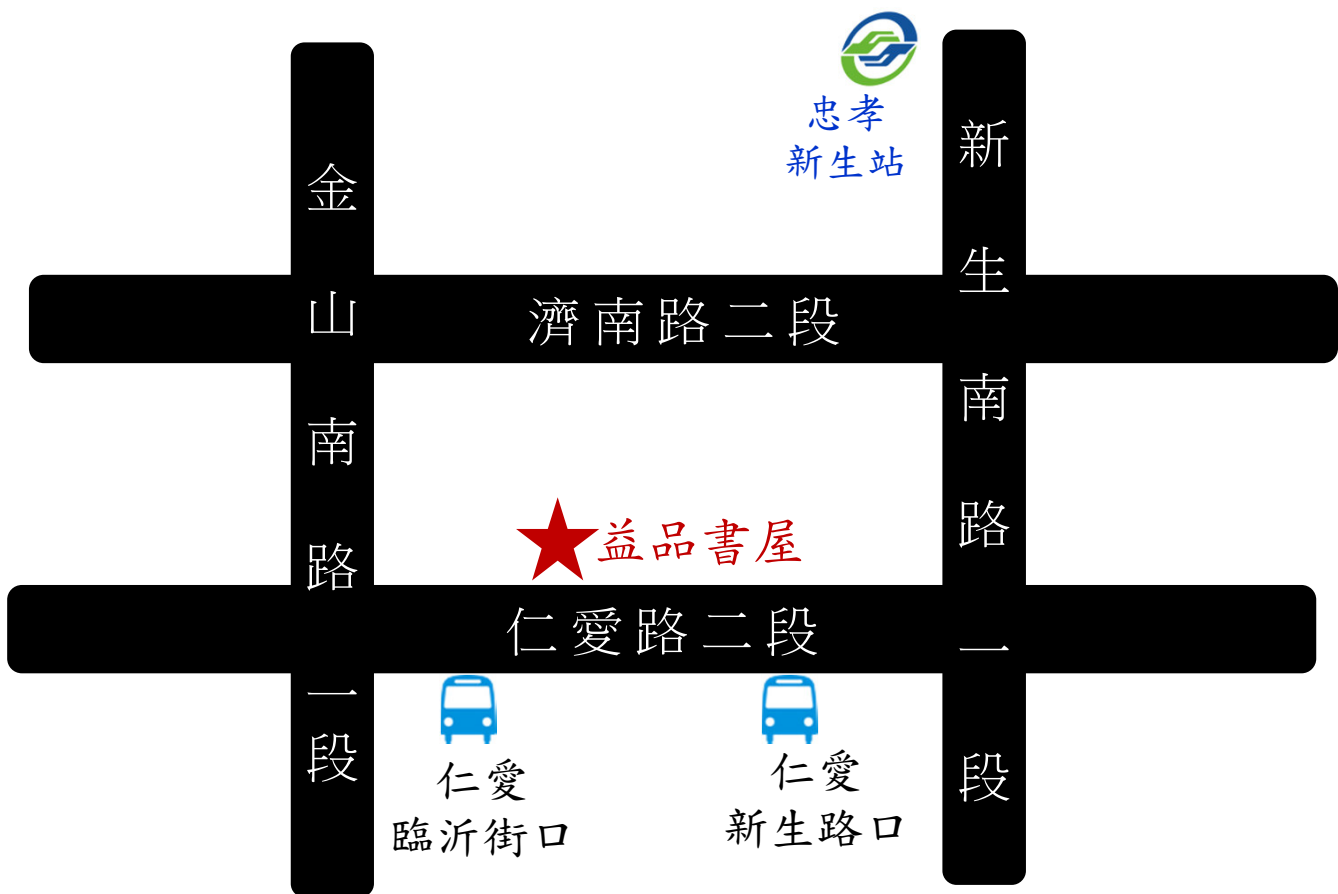 忠孝
新生站
金山南路一段
新生南路一段
濟南路二段
益品書屋
仁愛路二段
仁愛
臨沂街口
仁愛
新生路口